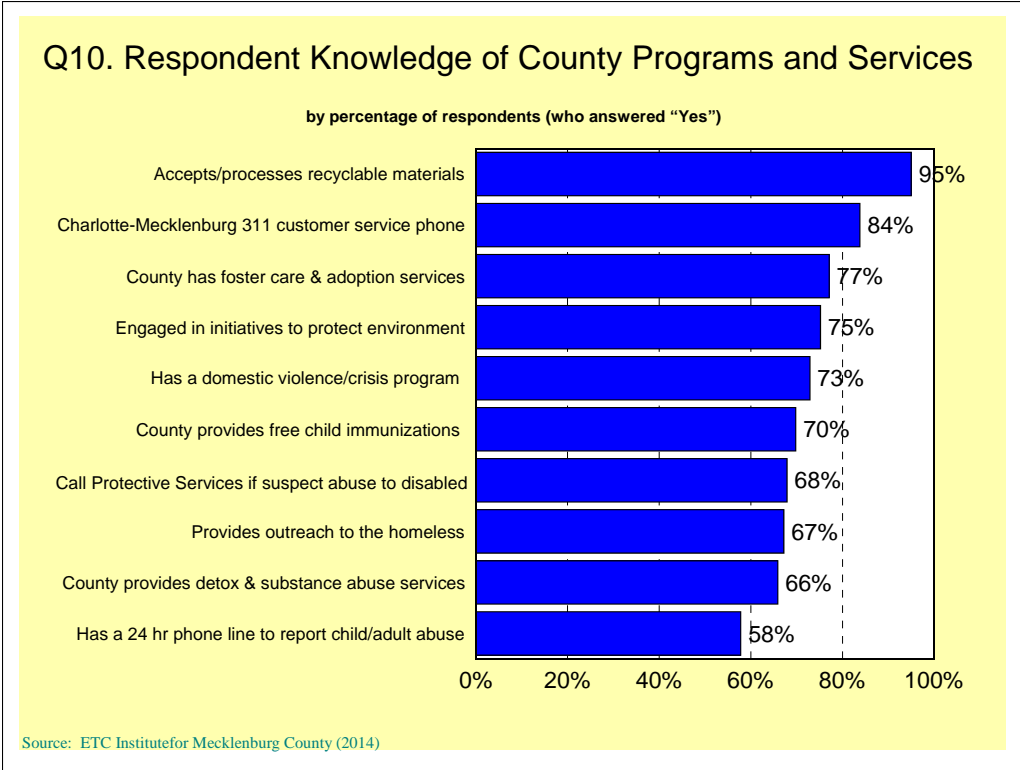 Q10. Respondent Knowledge of County Programs and Services
by percentage of respondents (who answered “Yes”)
Accepts/processes recyclable materials 95%
Charlotte-Mecklenburg 311 customer service phone 84%
County has foster care & adoption services 77%
Engaged in initiatives to protect environment 75%
Has a domestic violence/crisis program 73%
County provides free child immunizations 70%
Call Protective Services if suspect abuse to disabled 68%
Provides outreach to the homeless 67%
County provides detox & substance abuse services 66%
Has a 24 hr phone line to report child/adult abuse 58%
0% 20% 40% 60% 80% 100%
Source: ETC Institutefor Mecklenburg County (2014)